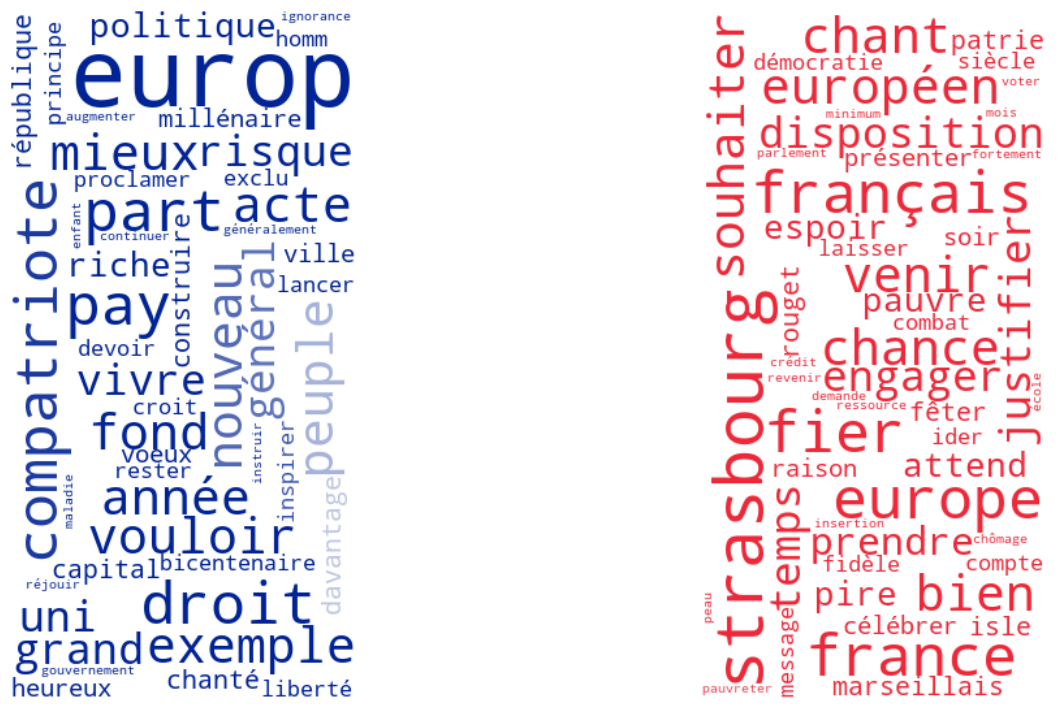 politique
ignorance
homm
république
principe
europ
augmenter
millénaire
mieux
risque
proclamer
exclu
compatriote
enfant
part
acte
continuer
généralement
construire
riche
ville
nouveau
général
lancer
pay
peuple
devoir
vivre
croit
fond
voeux
rester
instruir
inspirer
maladie
année
davantage
vouloir
capital
bicentenaire
réjouir
uni
droit
grand
exemple
gouvernement
heureux
chanté
liberté
souhaiter
chant
patrie
démocratie
siècle
européen
voter
minimum
mois
disposition
parlement
présenter
fortement
français
espoir
laisser
soir
justifier
venir
rouget
pauvre
combat
strasbourg
chance
crédit
revenir
engager
école
demande
ressource
fêter
fier
ider
raison
attend
temps
europe
insertion
prendre
chômage
fidèle
compte
pire
bien
peau
message
célébrer
isle
france
pauvreter
marseillais